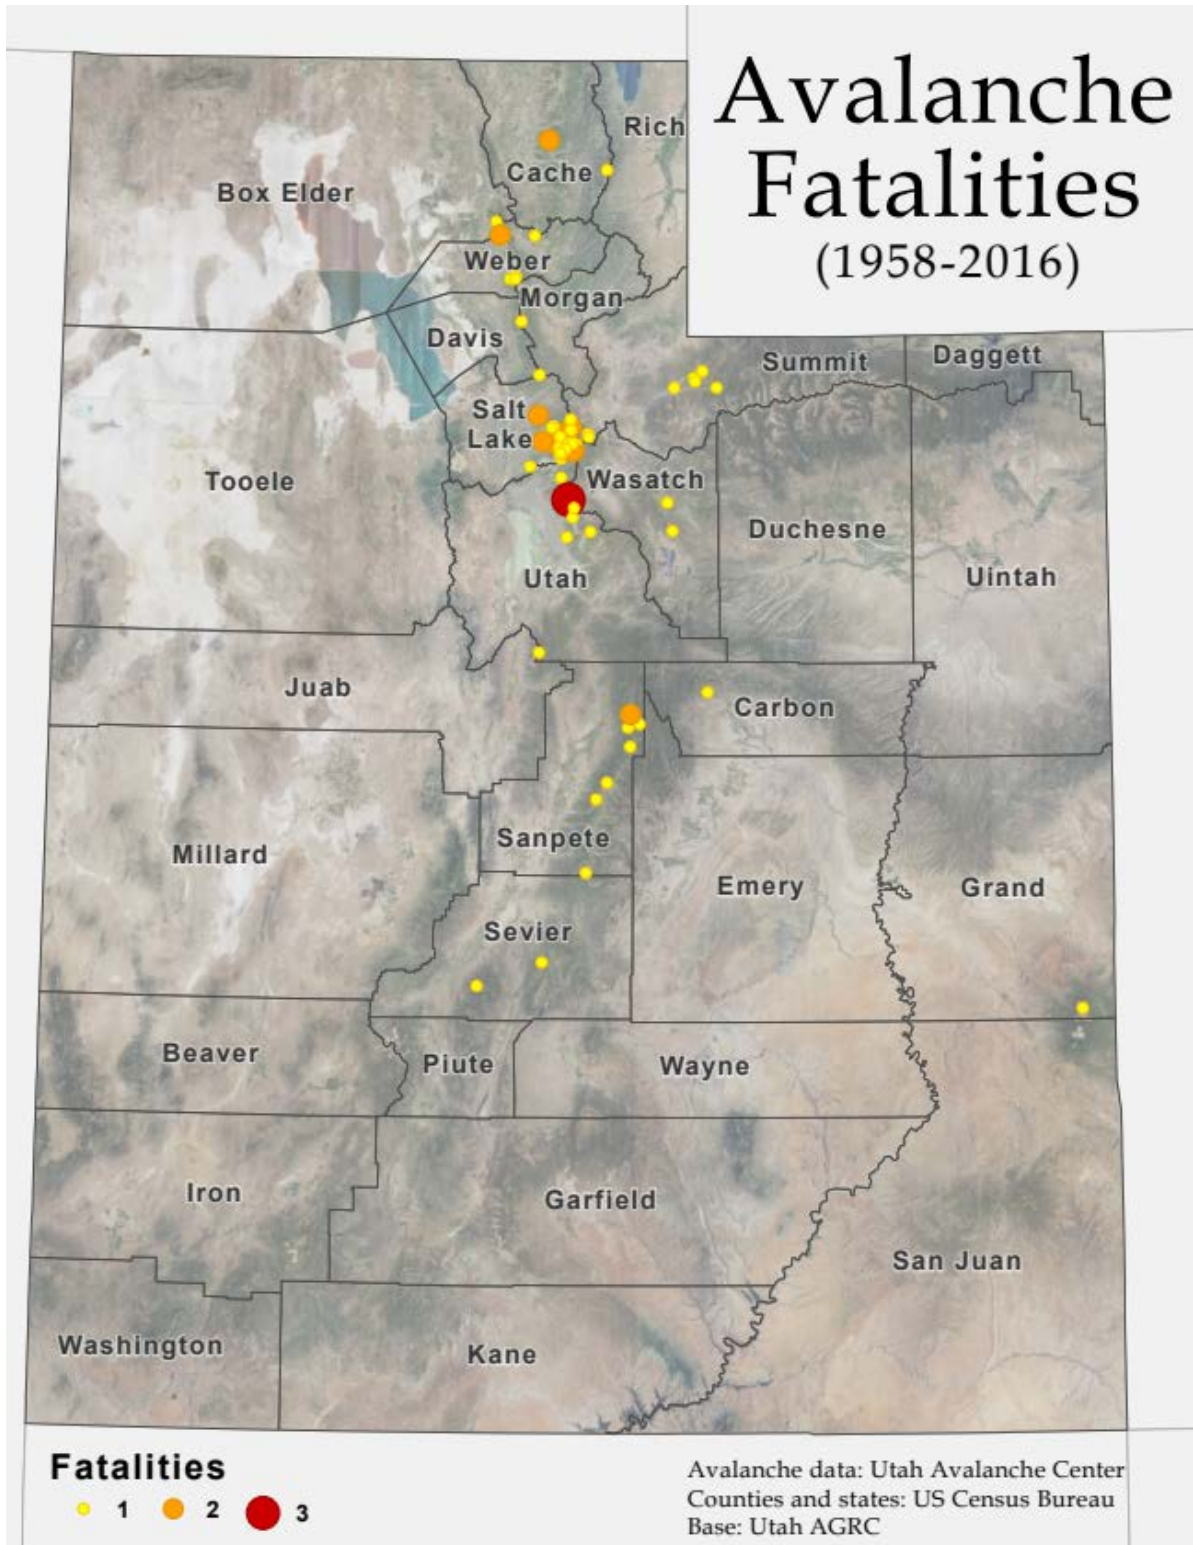 Avalanche
Fatalities
(1958-2016)
Rich
Cache
Box Elder
Weber
Morgan
Davis
Summit
Daggett
Salt
Lake
Tooele
Wasatch
Duchesne
Uintah
Utah
Juab
Carbon
Sanpete
Millard
Emery
Grand
Sevier
Beaver
Piute
Wayne
Iron
Garfield
San Juan
Washington
Kane
Fatalities
1 2 3
Avalanche data: Utah Avalanche Center
Counties and states: US Census Bureau
Base: Utah AGRC